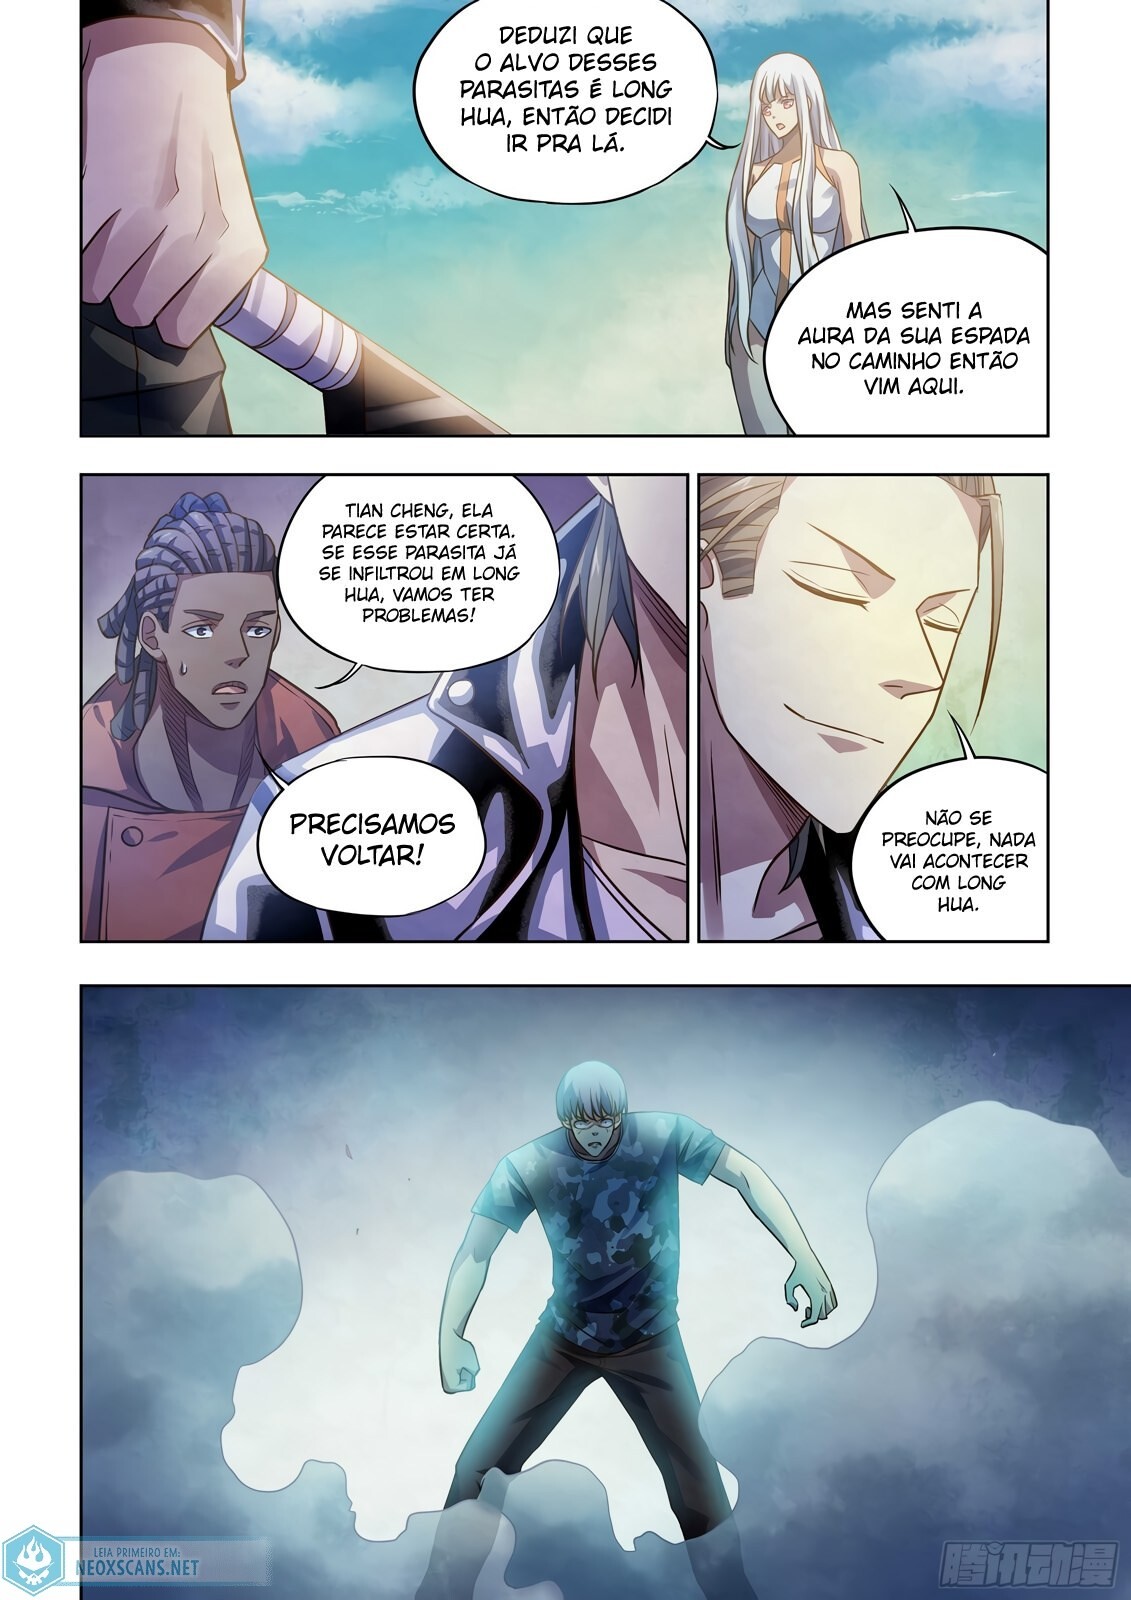 DEDUZI QUE
O ALVO DESSES
PARASITAS É LONG
HUA, ENTÃO DECIDI
IR PRA LÁ.
MAS SENTI A
AURA DA SUA ESPADA
NO CAMINHO ENTÃO
VIM AQUI.
TIAN CHENG, ELA
PARECE ESTAR CERTA.
SE ESSE PARASITA JÁ
SE INFILTROU EM LONG
HUA, VAMOS TER
PROBLEMAS!
PRECISAMOS
VOLTAR!
NÃO SE
PREOCUPE, NADA
VAI ACONTECER
COM LONG
HUA.
LEIA PRIMEIRO EM:
NEOXSCANS.NET
腾讯动漫